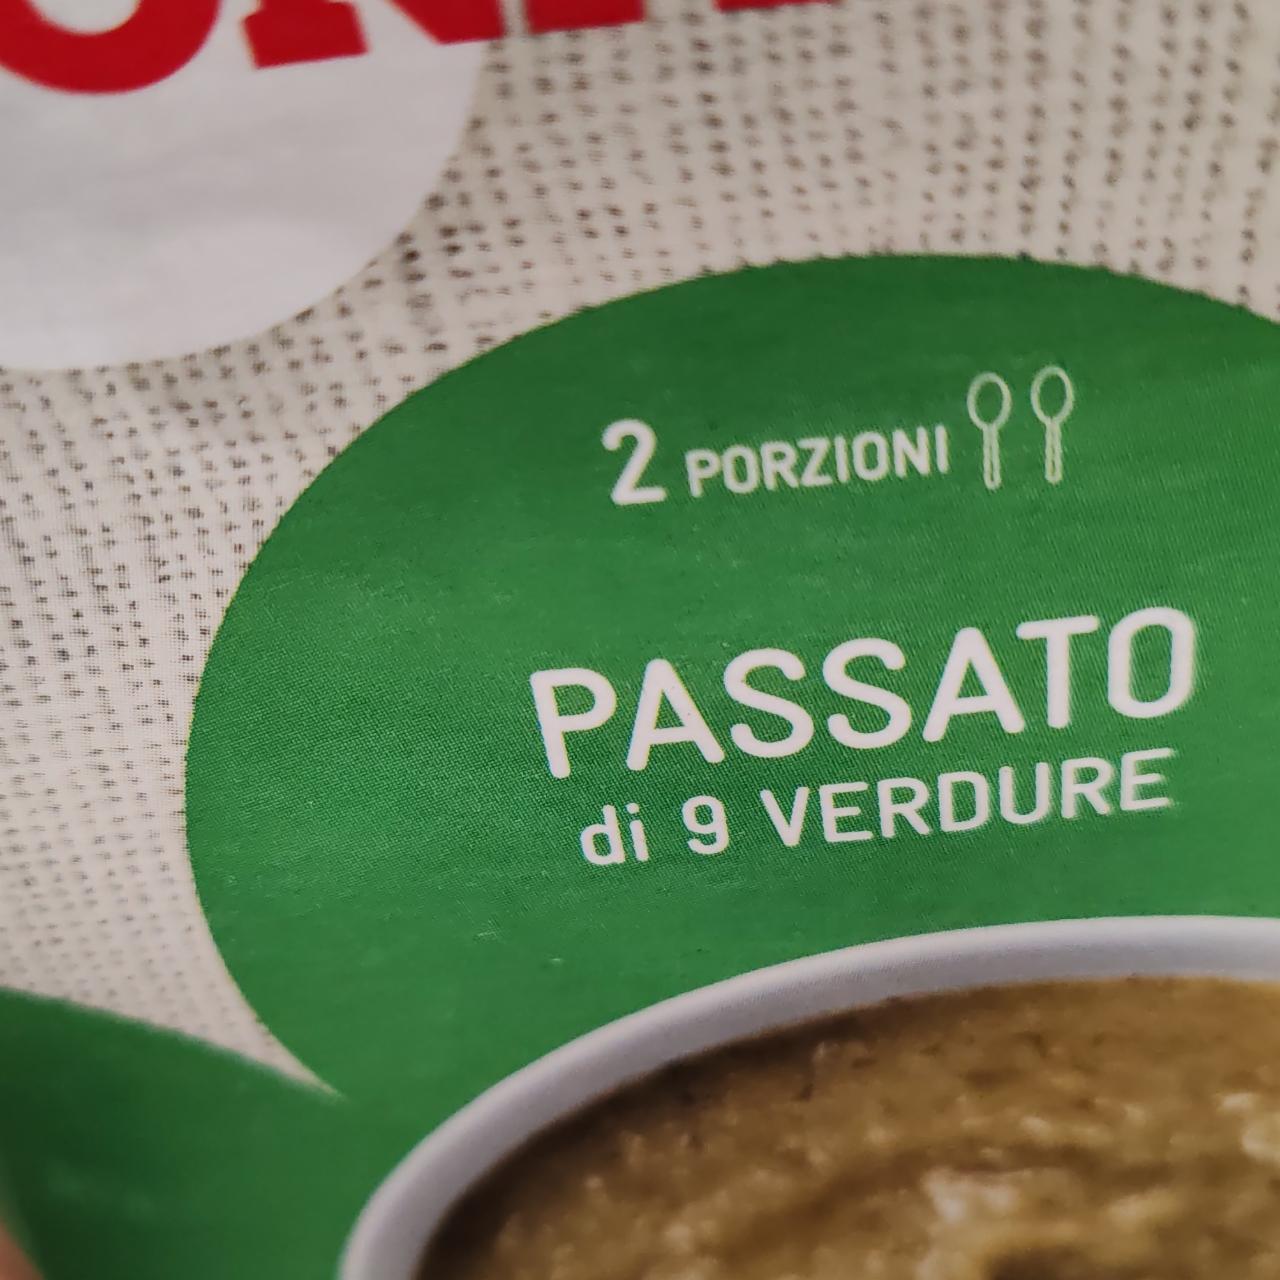 2 PORZIONI
PASSATO
di 9 VERDURE